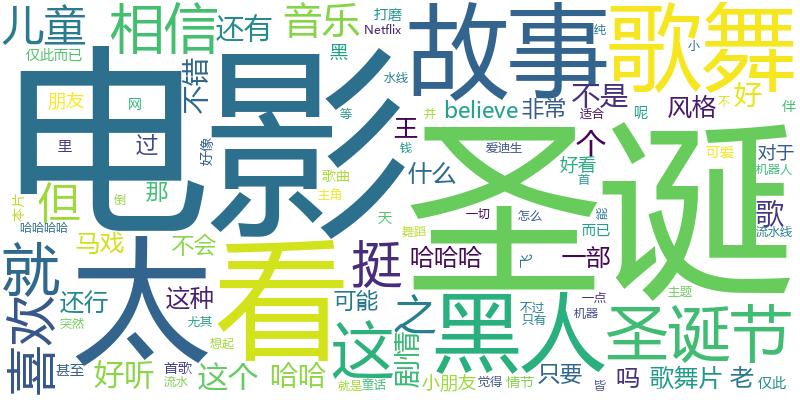 儿童
相信
还有
音乐
打磨
Netflix
黑
纯
小
仅此而已
不错
水线
故事
歌舞
电影
朋友
网
里
过
等
王
并
钱
believe
非常
不是
适合
风格
好
不
伴
呢
个
爱迪生
好看
首
可爱
对于
机器人
好像
歌曲
主角
什么
圣诞
但
那
本片
倒
天
一切
怎么
歌
而已
流水线
哈哈哈哈
马戏
不会
舞蹈
挺
哈哈哈
飞
一部
就
太
看
还行
这种
可能
之
黑人
不过
只有
一点
机器
主题
突然
尤其
想起
这
剧情
圣诞节
喜欢
甚至
好听
首歌
流水
这个
哈哈
就是
童话
小朋友
觉得
情节
只要
皆
吗
歌舞片
老
仅此